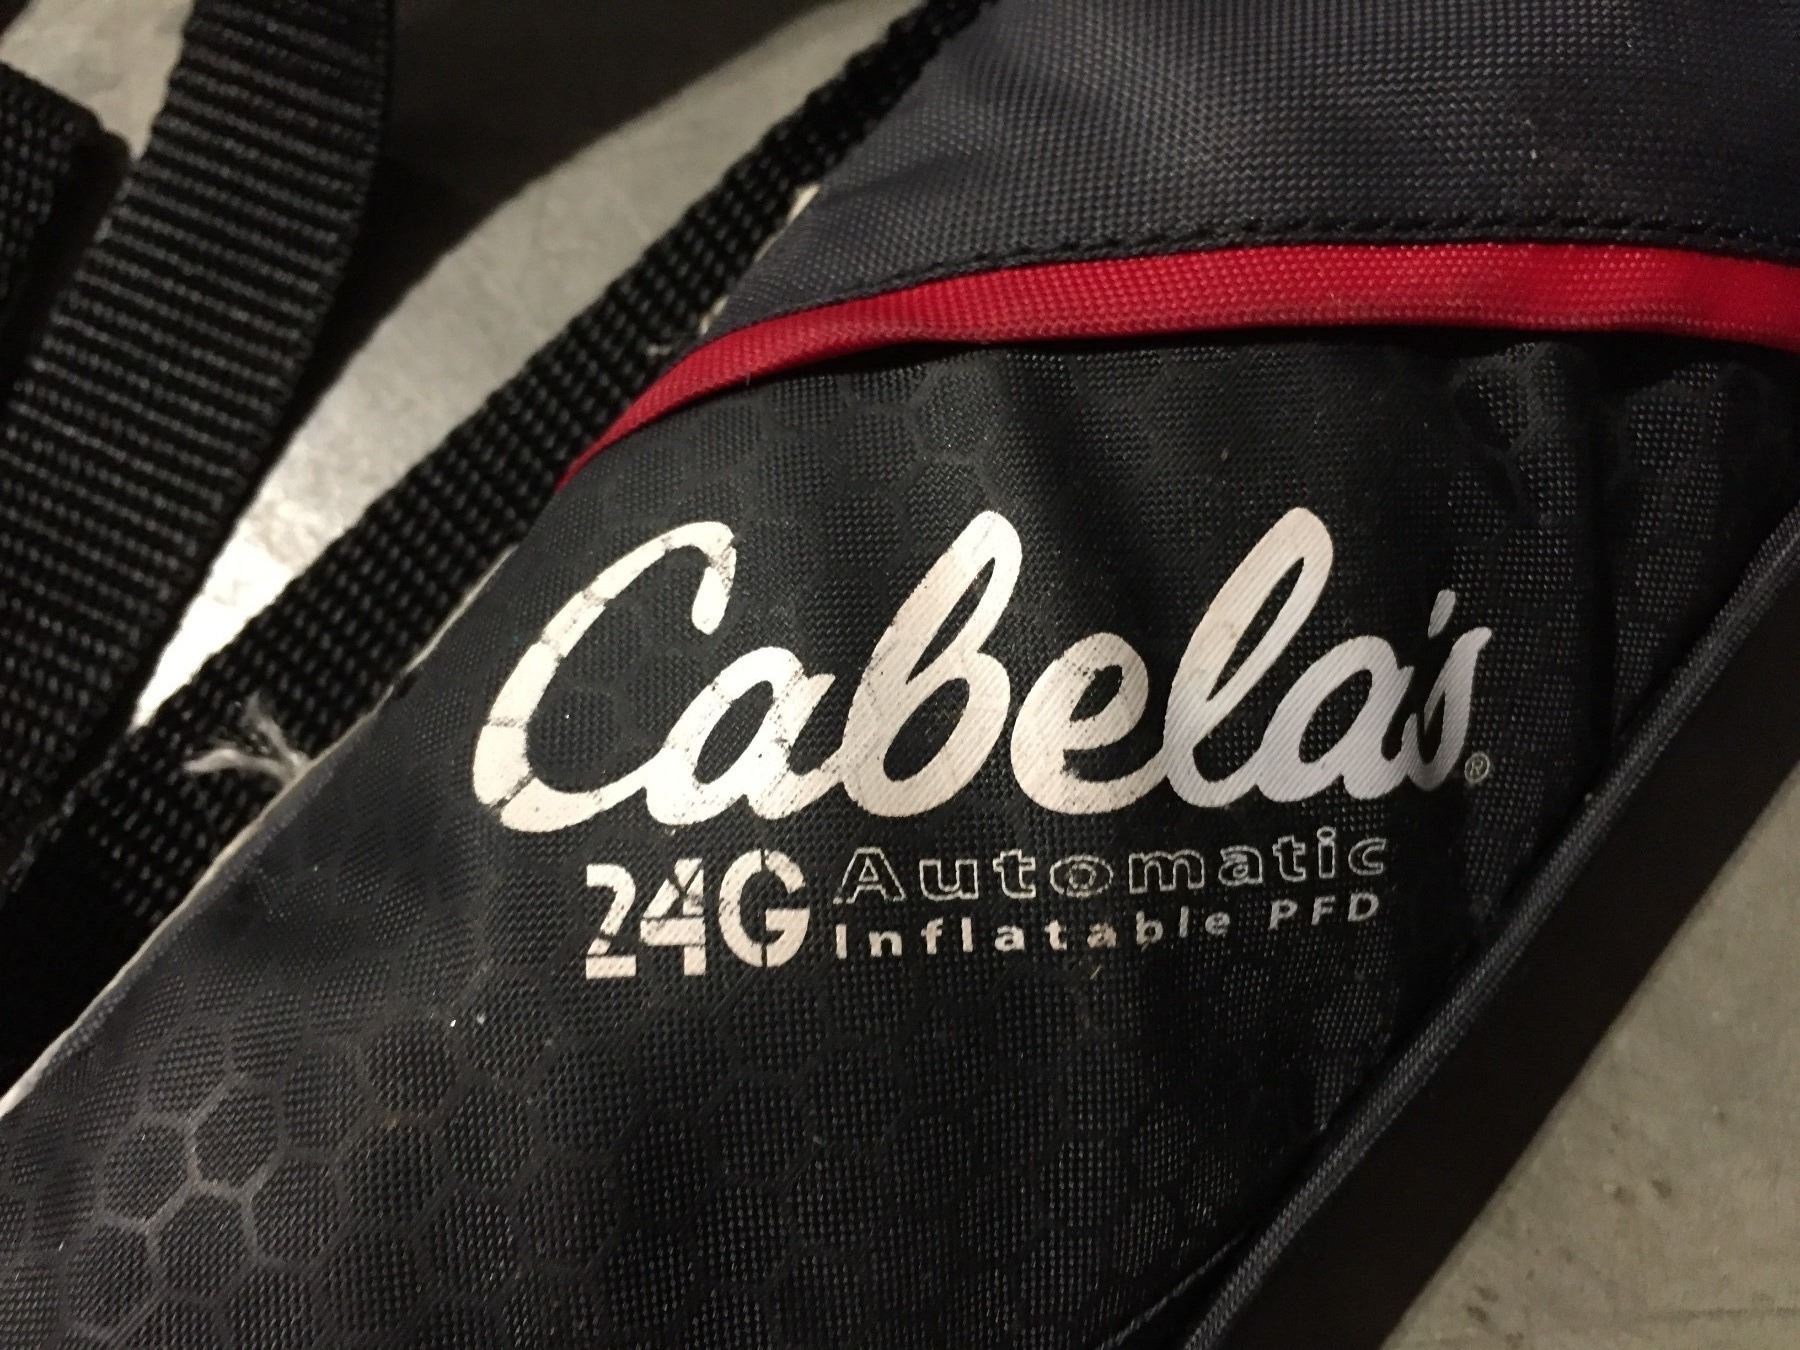 Cabela's®
24G Automatic
Inflatable PFD